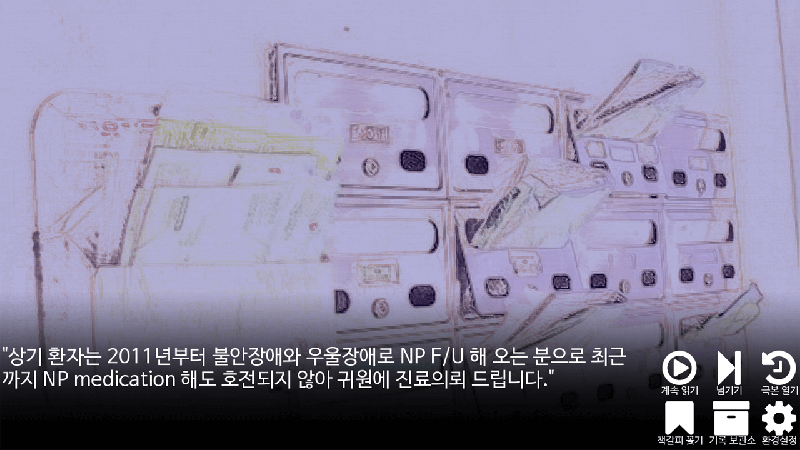 "상기 환자는 2011년부터 불안장애와 우울장애로 NP F/U 해 오는 분으로 최근
까지 NP medication 해도 호전되지 않아 귀원에 진료의뢰 드립니다."
계속 읽기 넘기기 극본 열기
책갈피 꽂기 기록 보관소 환경설정